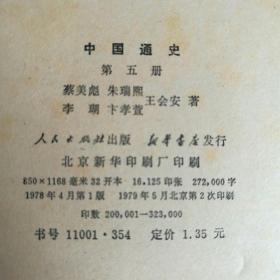 中国通史
第五册
蔡美彪 朱瑞熙
李瑚 卞孝萱 王会安 著
人民出版社出版 新华书店发行
北京新华印刷厂印刷
850×1168毫米32开本 16.125印张 272,000字
1978年4月第1版 1979年5月北京第2次印刷
印数 200,001—323,000
书号 11001·354 定价 1.35元